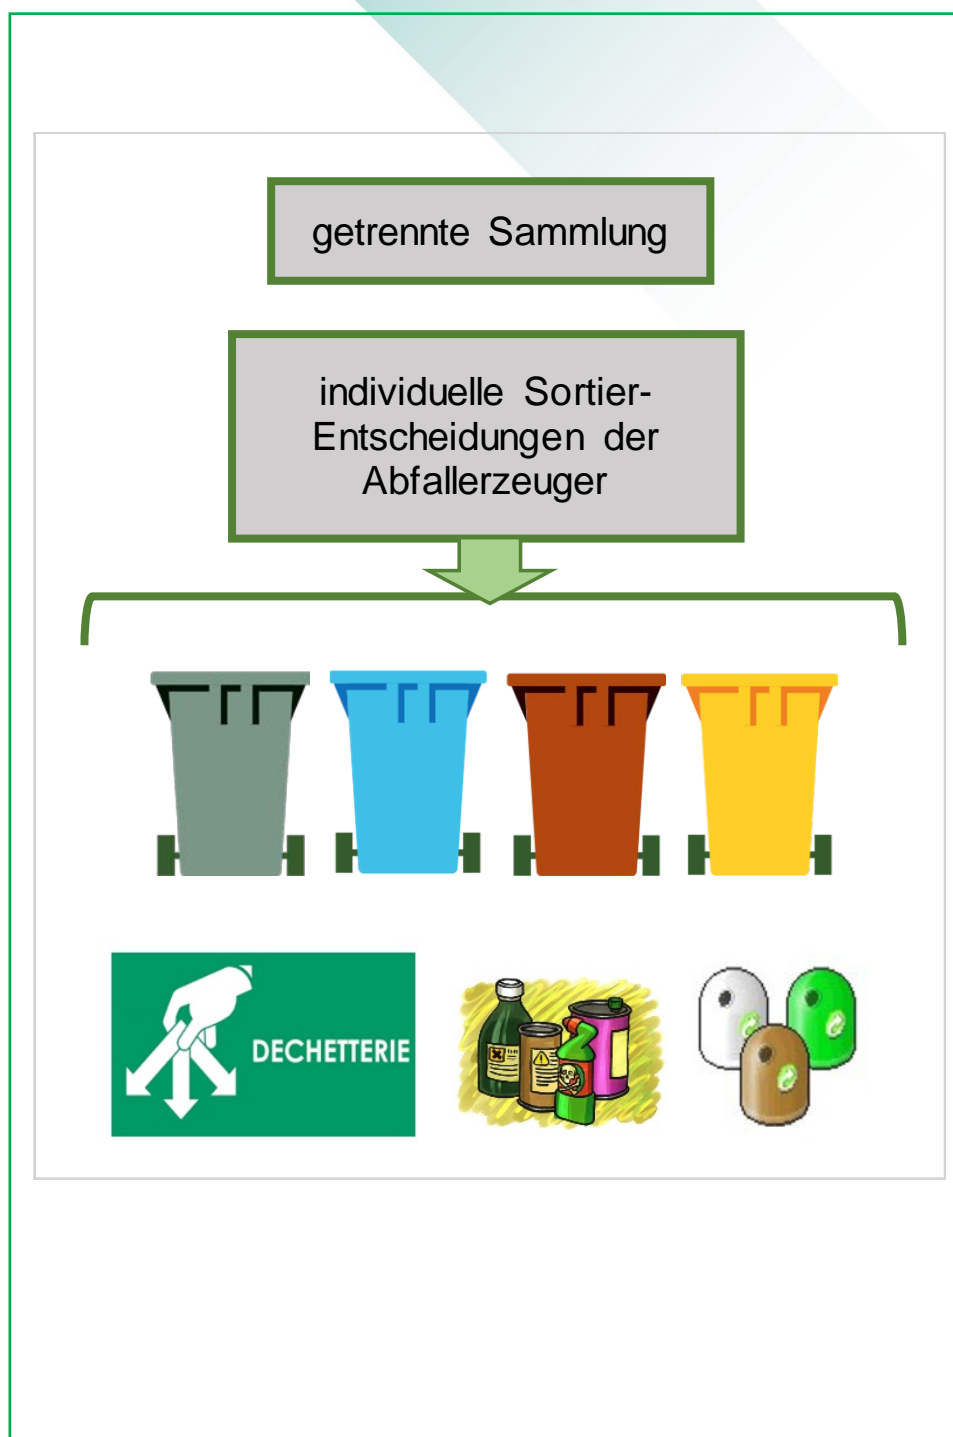 getrennte Sammlung
individuelle Sortier-
Entscheidungen der
Abfallerzeuger
DECHETTERIE